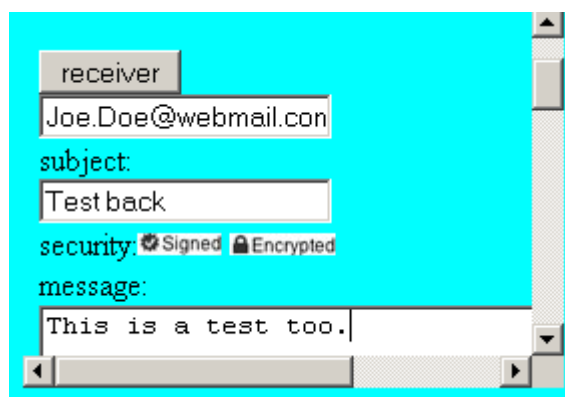 receiver
Joe.Doe@webmail.con
subject:
Test back
security: Signed Encrypted
message:
This is a test too.